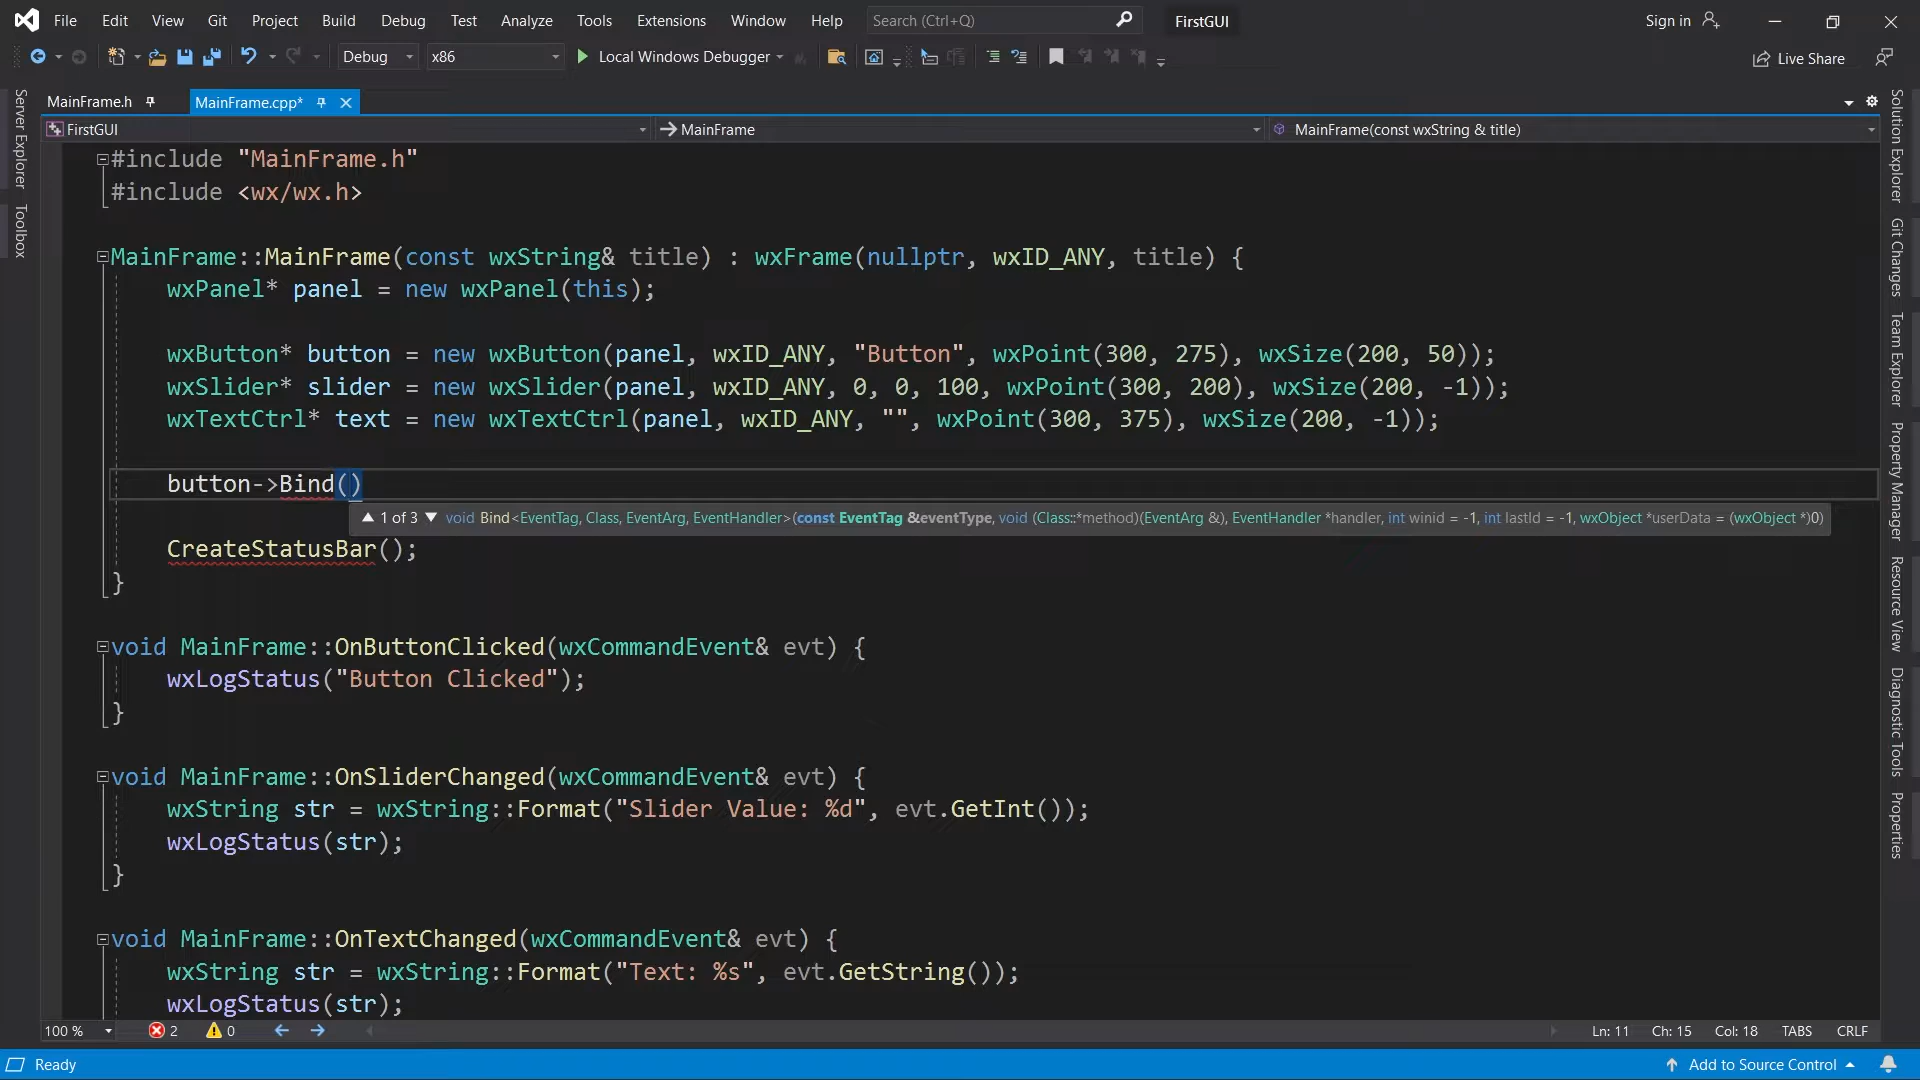 File Edit View Git Project Build Debug Test Analyze Tools Extensions Window Help Search (Ctrl+Q) FirstGUI Sign in
Debug x86 Local Windows Debugger Live Share
MainFrame.h MainFrame.cpp*
FirstGUI MainFrame MainFrame(const wxString & title)
Server Explorer
Toolbox
#include "MainFrame.h"
#include <wx/wx.h>
MainFrame::MainFrame(const wxString& title) : wxFrame(nullptr, wxID_ANY, title) {
wxPanel* panel = new wxPanel(this);
wxButton* button = new wxButton(panel, wxID_ANY, "Button", wxPoint(300, 275), wxSize(200, 50));
wxSlider* slider = new wxSlider(panel, wxID_ANY, 0, 0, 100, wxPoint(300, 200), wxSize(200, -1));
wxTextCtrl* text = new wxTextCtrl(panel, wxID_ANY, "", wxPoint(300, 375), wxSize(200, -1));
button->Bind()
1 of 3 void Bind<EventTag, Class, EventArg, EventHandler>(const EventTag &eventType, void (Class::*method)(EventArg &), EventHandler *handler, int winid = -1, int lastId = -1, wxObject *userData = (wxObject *)0)
CreateStatusBar();
}
void MainFrame::OnButtonClicked(wxCommandEvent& evt) {
wxLogStatus("Button Clicked");
}
void MainFrame::OnSliderChanged(wxCommandEvent& evt) {
wxString str = wxString::Format("Slider Value: %d", evt.GetInt());
wxLogStatus(str);
}
void MainFrame::OnTextChanged(wxCommandEvent& evt) {
wxString str = wxString::Format("Text: %s", evt.GetString());
wxLogStatus(str);
Solution Explorer
Git Changes
Team Explorer
Property Manager
Resource View
Diagnostic Tools
Properties
100 % 2 0 Ln: 11 Ch: 15 Col: 18 TABS CRLF
Ready Add to Source Control